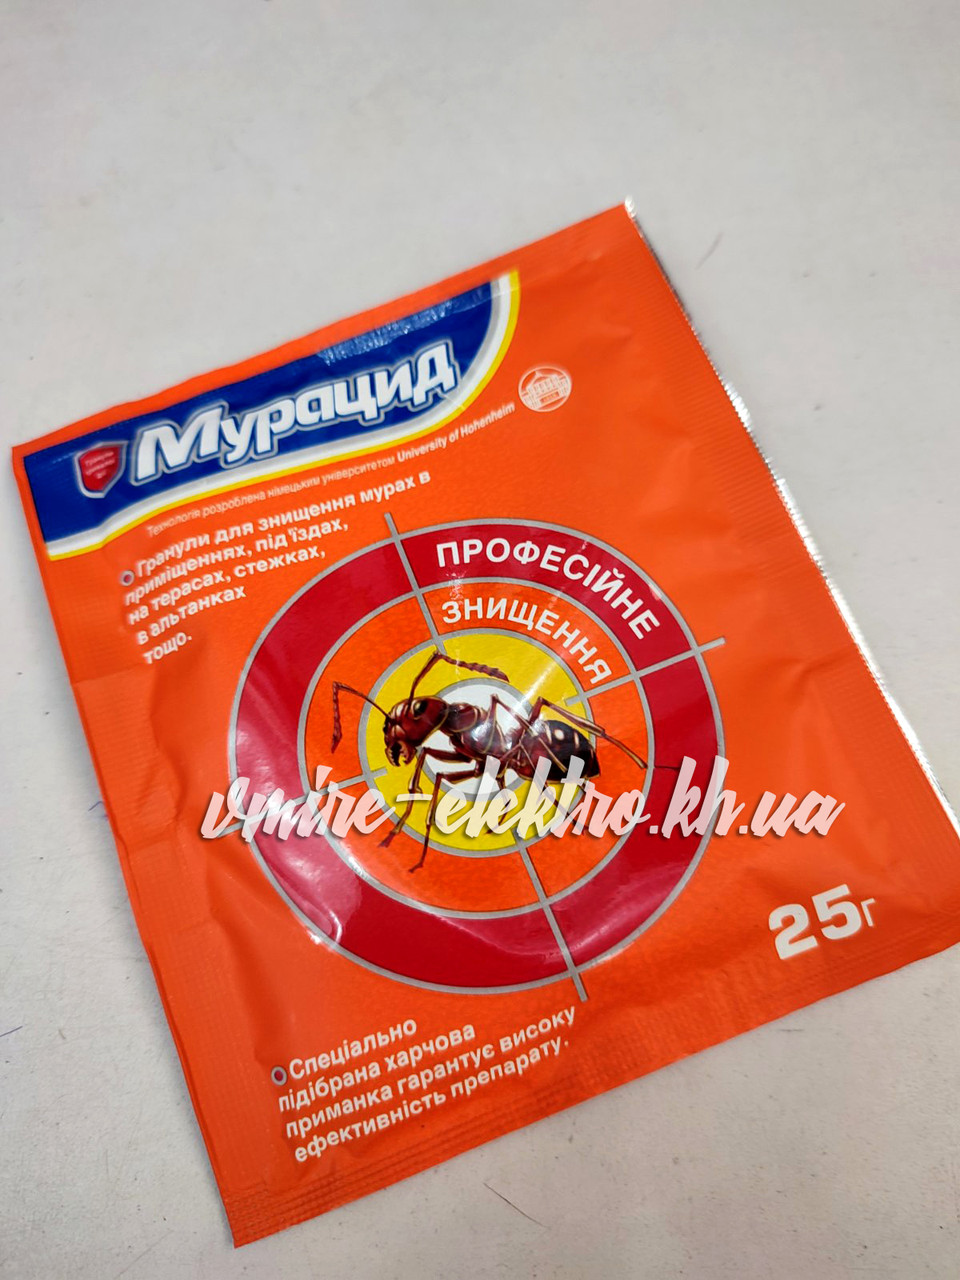 Мурацид
Технологія розроблена німецьким університетом University of Hohenheim
Гранули для знищення мурах в
приміщеннях, під'їздах,
на терасах, стежках,
в альтанках
тощо.
ПРОФЕСІЙНЕ
ЗНИЩЕННЯ
vmire-elektro.kh.ua
25г
Спеціально
підібрана харчова
приманка гарантує високу
ефективність препарату.